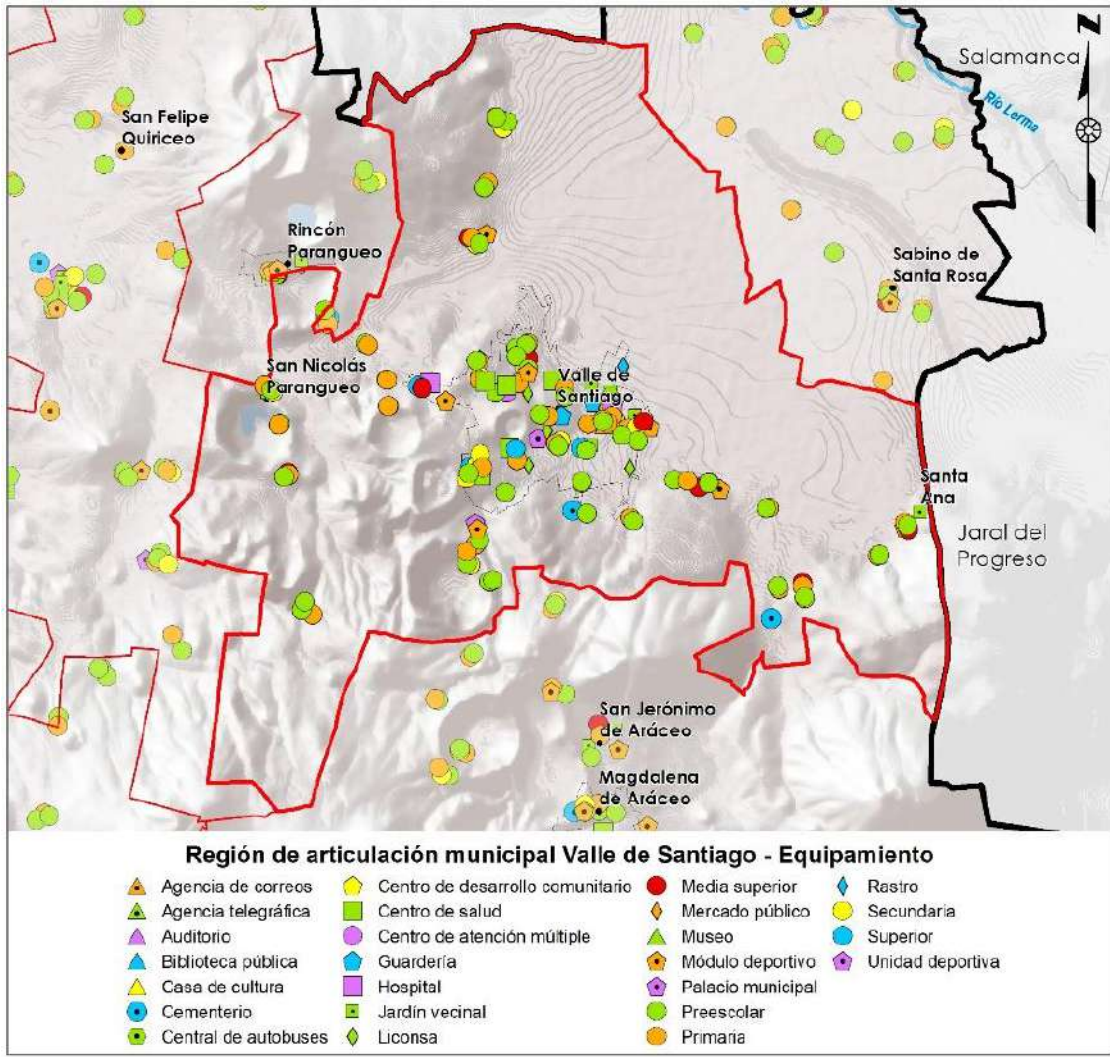 Salamanca
Z
San Felipe
Quiriceo
Río Lerma
Rincón
Parangueo
Sabino de
Santa Rosa
San Nicolás
Parangueo
Valle de
Santiago
Santa
Ana
Jaral del
Progreso
San Jerónimo
de Aráceo
Magdalena
de Aráceo
Región de articulación municipal Valle de Santiago - Equipamiento
Agencia de correos
Agencia telegráfica
Auditorio
Biblioteca pública
Casa de cultura
Cementerio
Central de autobuses
Centro de desarrollo comunitario
Centro de salud
Centro de atención múltiple
Guardería
Hospital
Jardín vecinal
Liconsa
Media superior
Mercado público
Museo
Módulo deportivo
Palacio municipal
Preescolar
Primaria
Rastro
Secundaria
Superior
Unidad deportiva